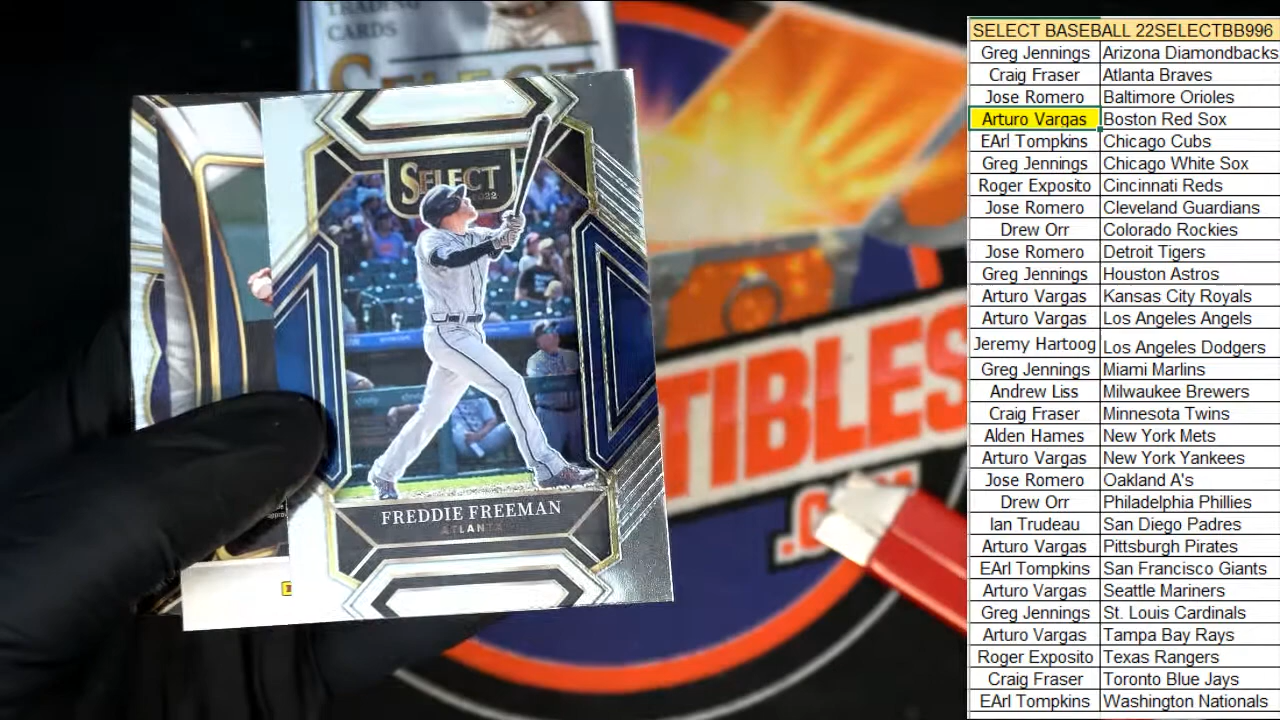 TRADING
CARDS
SELECT
SELECT
2022
FREDDIE FREEMAN
ATLANTA
TIBLES
.CO
SELECT BASEBALL 22SELECTBB996
Greg Jennings Arizona Diamondbacks
Craig Fraser Atlanta Braves
Jose Romero Baltimore Orioles
Arturo Vargas Boston Red Sox
EArl Tompkins Chicago Cubs
Greg Jennings Chicago White Sox
Roger Exposito Cincinnati Reds
Jose Romero Cleveland Guardians
Drew Orr Colorado Rockies
Jose Romero Detroit Tigers
Greg Jennings Houston Astros
Arturo Vargas Kansas City Royals
Arturo Vargas Los Angeles Angels
Jeremy Hartoog Los Angeles Dodgers
Greg Jennings Miami Marlins
Andrew Liss Milwaukee Brewers
Craig Fraser Minnesota Twins
Alden Hames New York Mets
Arturo Vargas New York Yankees
Jose Romero Oakland A's
Drew Orr Philadelphia Phillies
Ian Trudeau San Diego Padres
Arturo Vargas Pittsburgh Pirates
EArl Tompkins San Francisco Giants
Arturo Vargas Seattle Mariners
Greg Jennings St. Louis Cardinals
Arturo Vargas Tampa Bay Rays
Roger Exposito Texas Rangers
Craig Fraser Toronto Blue Jays
EArl Tompkins Washington Nationals